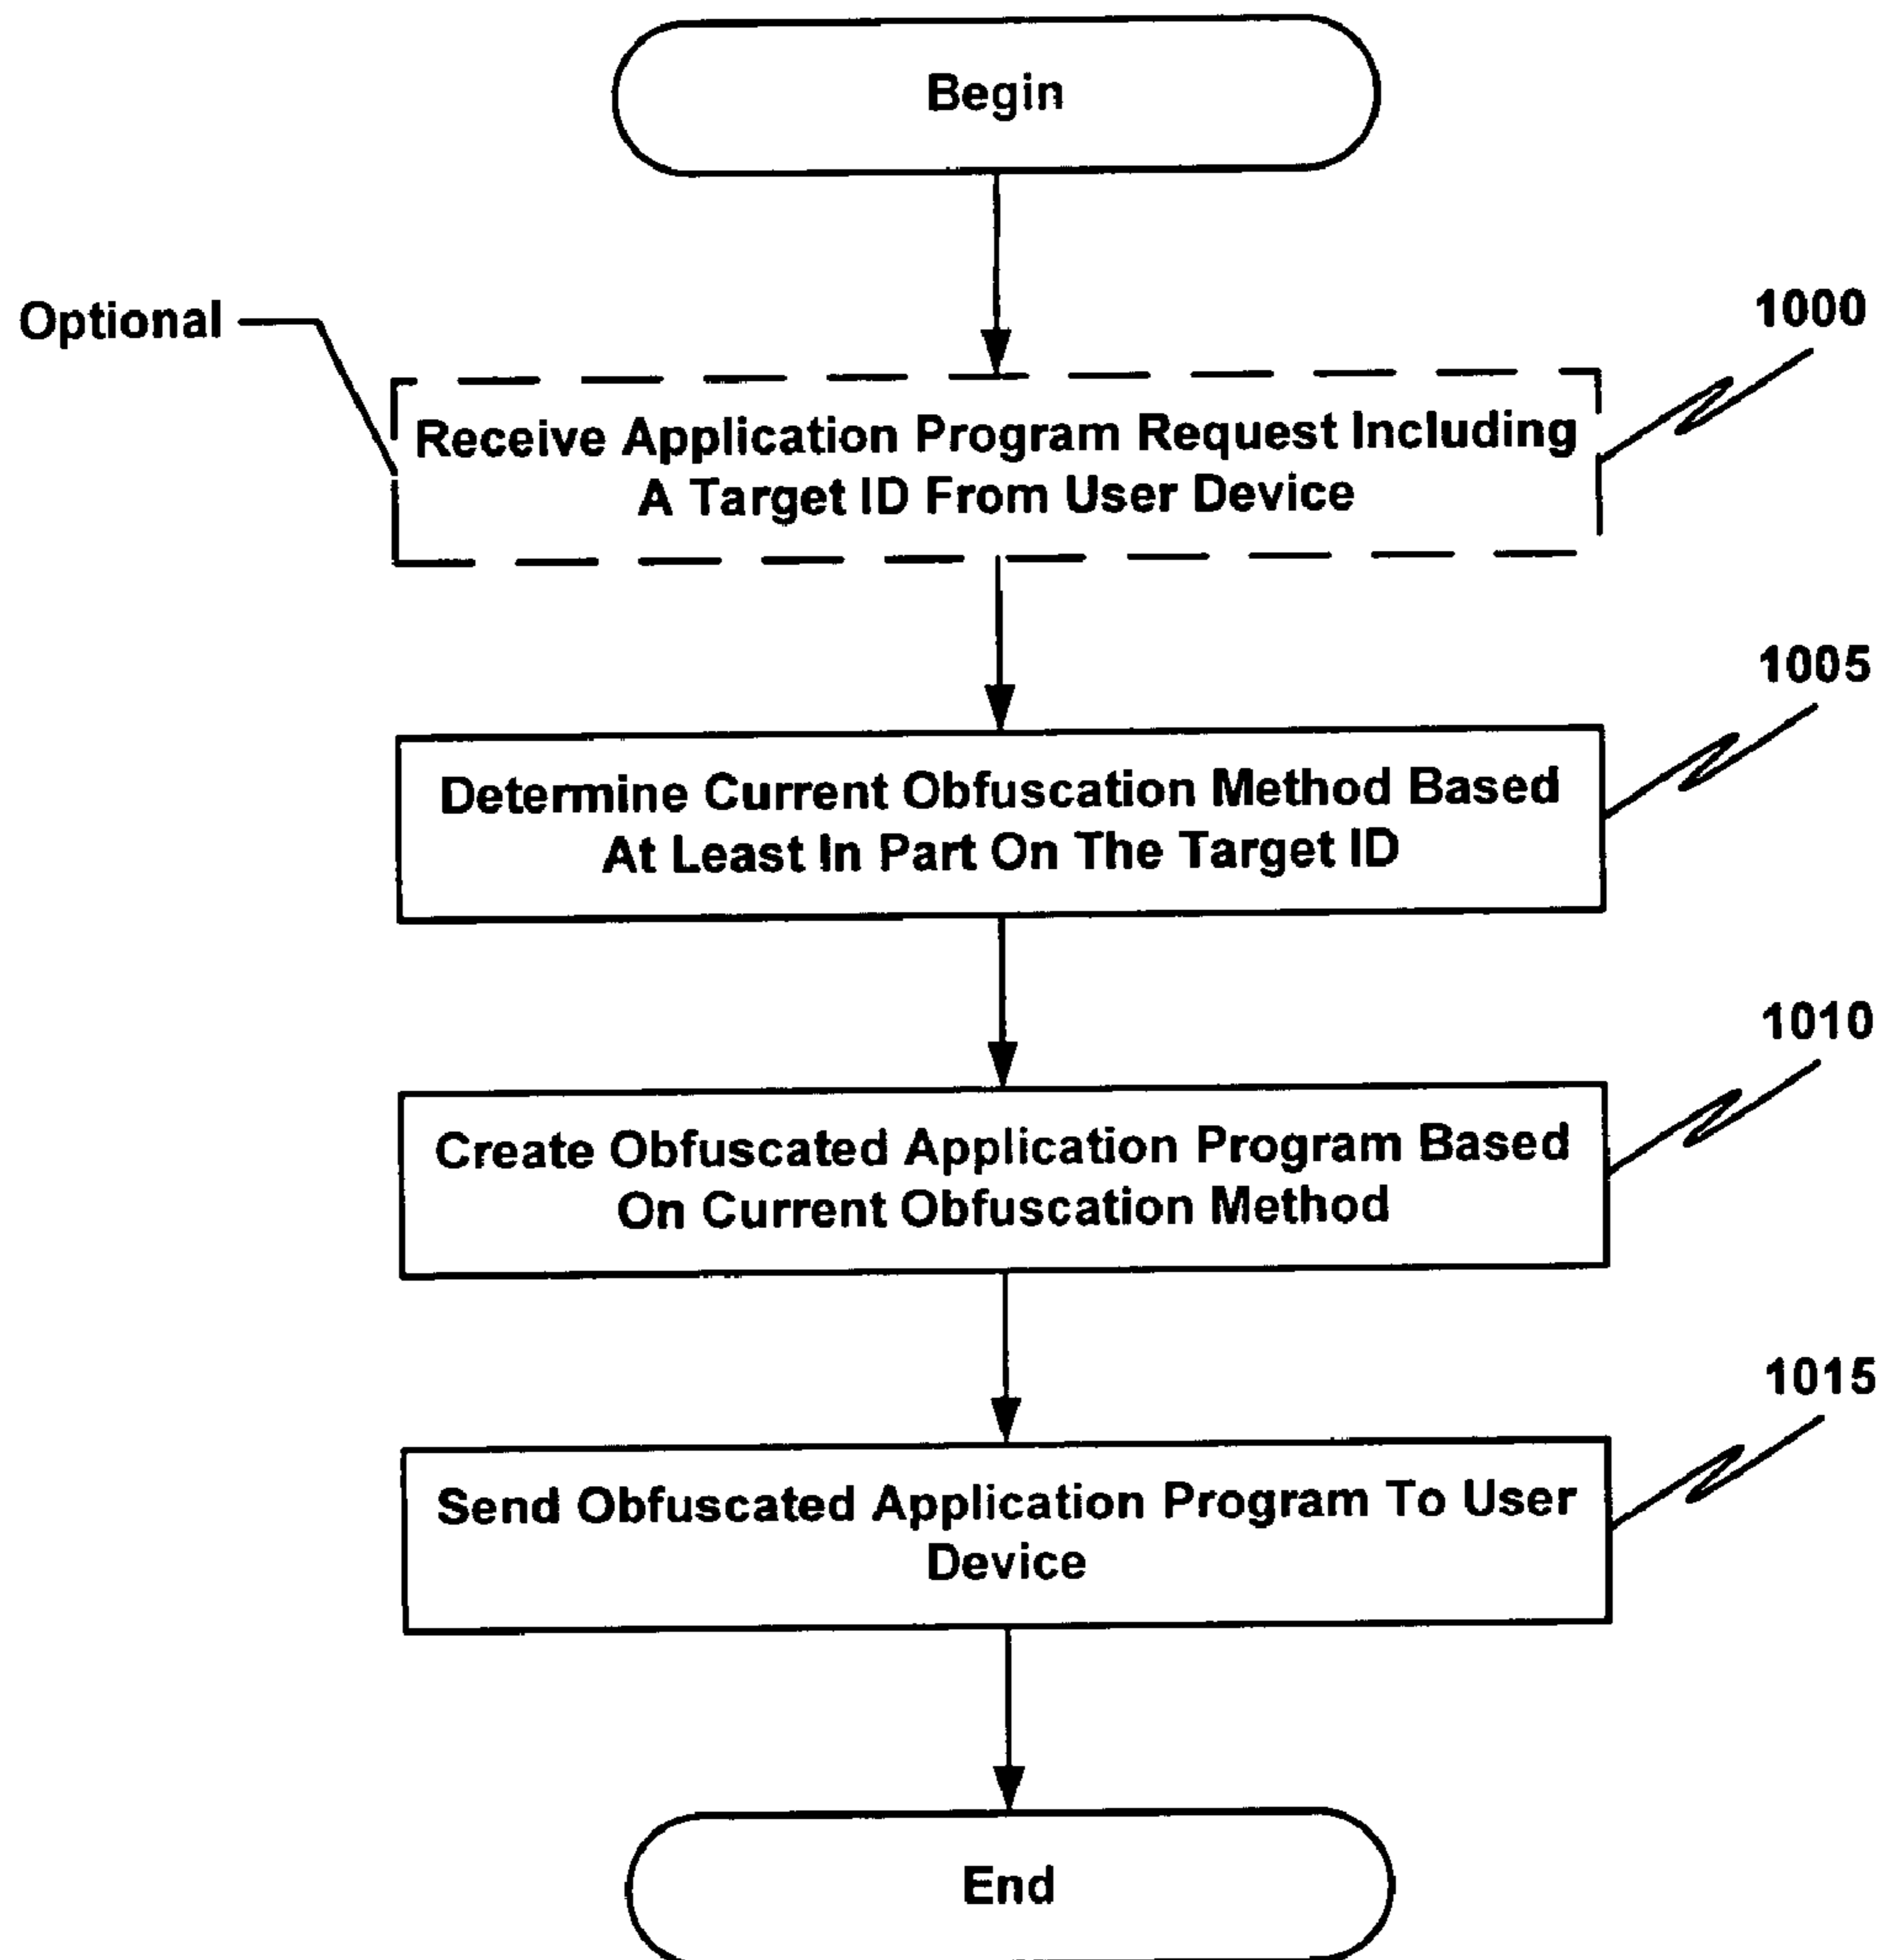 Begin
Optional
1000
Receive Application Program Request Including
A Target ID From User Device
1005
Determine Current Obfuscation Method Based
At Least In Part On The Target ID
1010
Create Obfuscated Application Program Based
On Current Obfuscation Method
1015
Send Obfuscated Application Program To User
Device
End